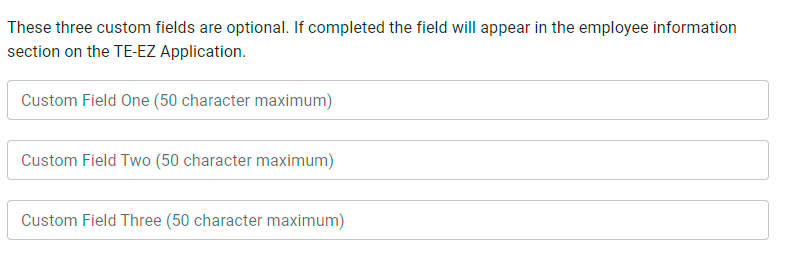 These three custom fields are optional. If completed the field will appear in the employee information
section on the TE-EZ Application.
Custom Field One (50 character maximum)
Custom Field Two (50 character maximum)
Custom Field Three (50 character maximum)